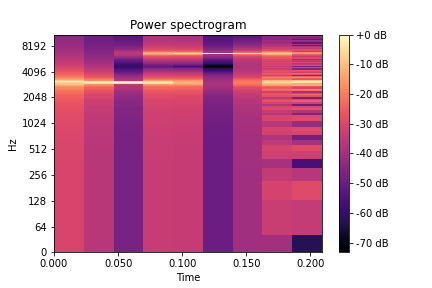 Power spectrogram
8192
4096
2048
1024
512
256
128
64
0
Hz
0.000 0.050 0.100 0.150 0.200
Time
+0 dB
-10 dB
-20 dB
-30 dB
-40 dB
-50 dB
-60 dB
-70 dB